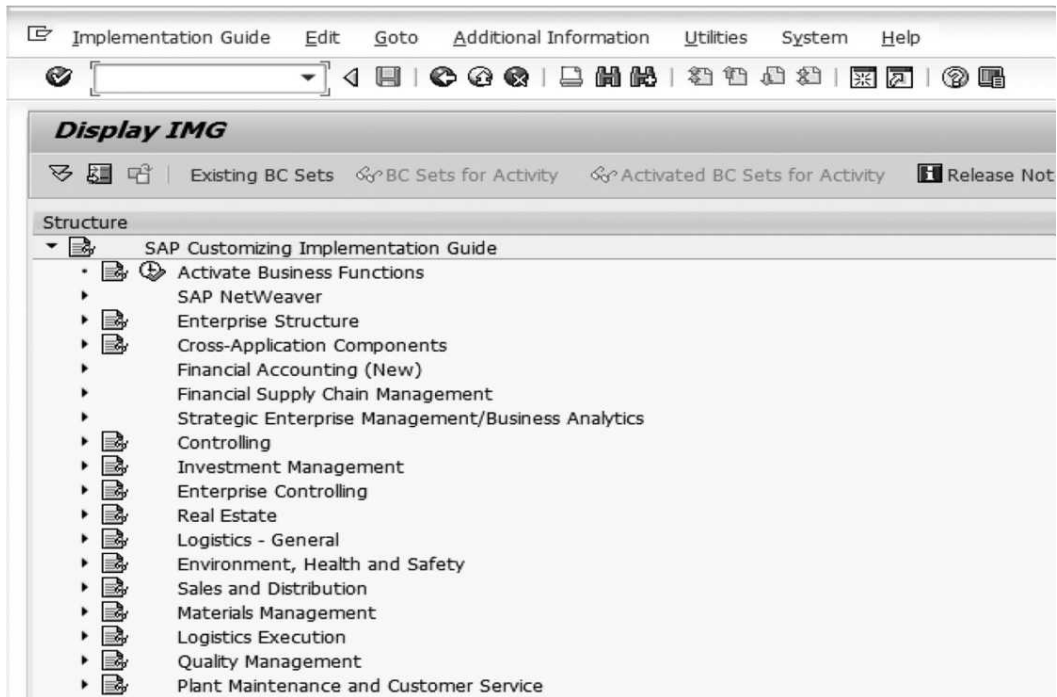 Implementation Guide Edit Goto Additional Information Utilities System Help
Display IMG
Existing BC Sets BC Sets for Activity Activated BC Sets for Activity Release Not
Structure
SAP Customizing Implementation Guide
Activate Business Functions
SAP NetWeaver
Enterprise Structure
Cross-Application Components
Financial Accounting (New)
Financial Supply Chain Management
Strategic Enterprise Management/Business Analytics
Controlling
Investment Management
Enterprise Controlling
Real Estate
Logistics - General
Environment, Health and Safety
Sales and Distribution
Materials Management
Logistics Execution
Quality Management
Plant Maintenance and Customer Service